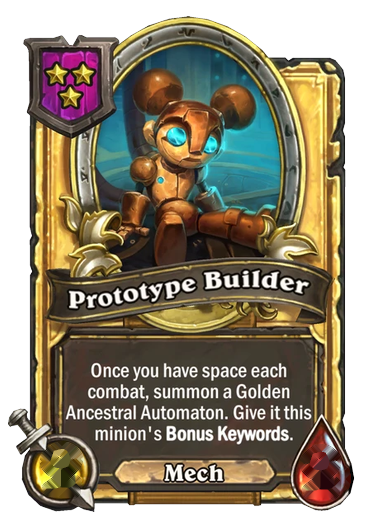 Prototype Builder
Once you have space each
combat, summon a Golden
Ancestral Automaton. Give it this
minion's Bonus Keywords.
Mech